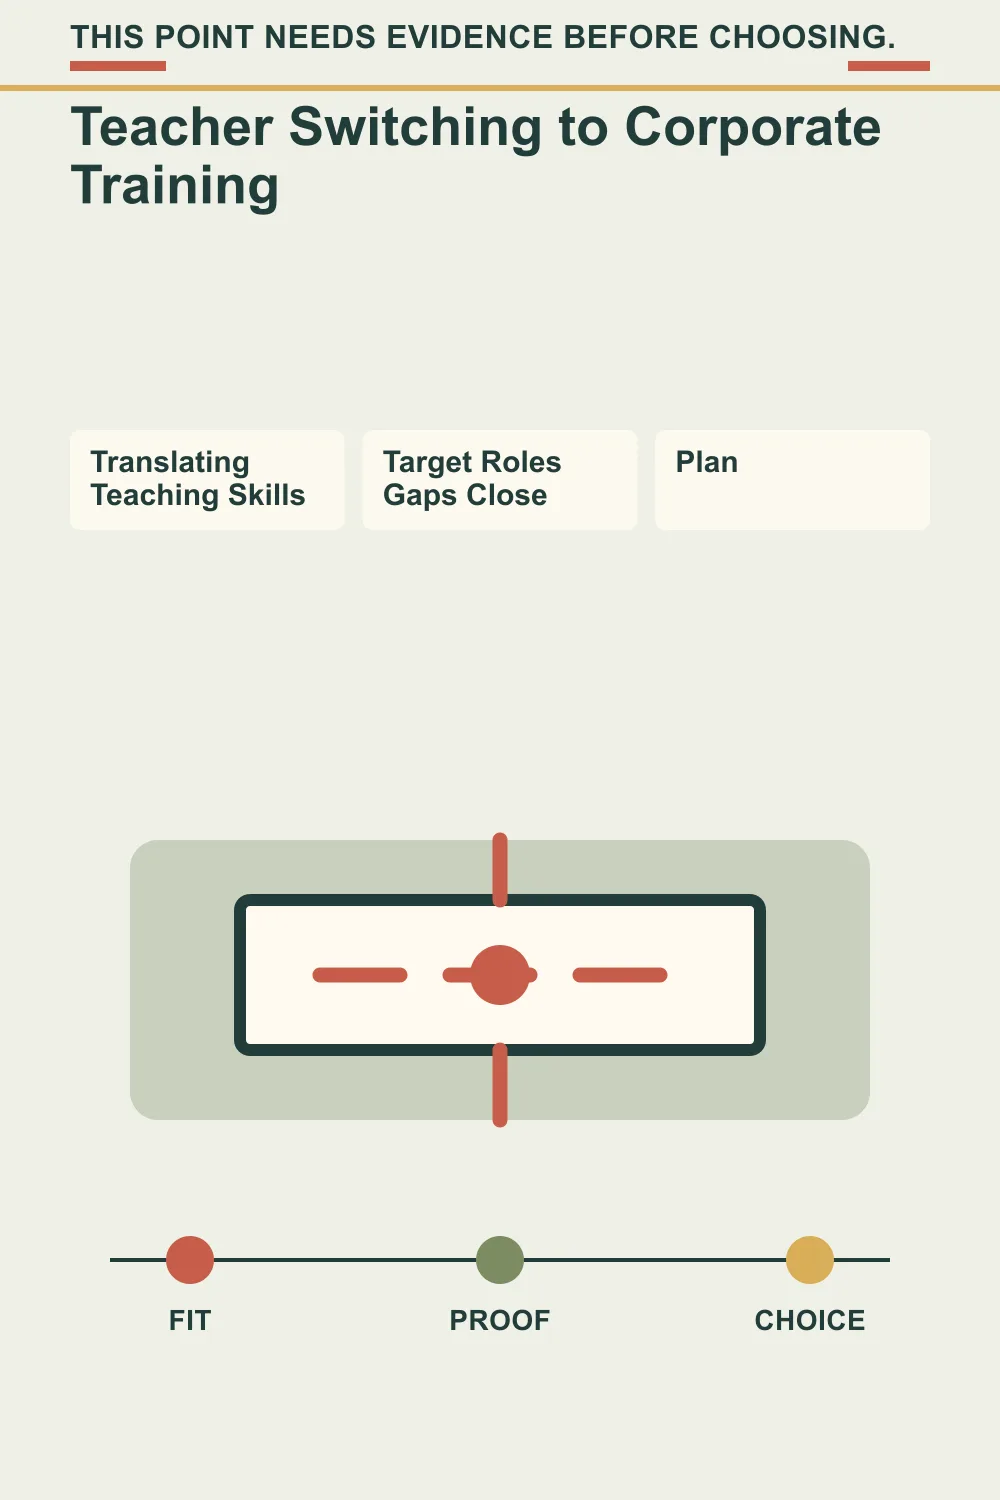 THIS POINT NEEDS EVIDENCE BEFORE CHOOSING.
Teacher Switching to Corporate
Training
Translating
Teaching Skills
Target Roles
Gaps Close
Plan
FIT
PROOF
CHOICE